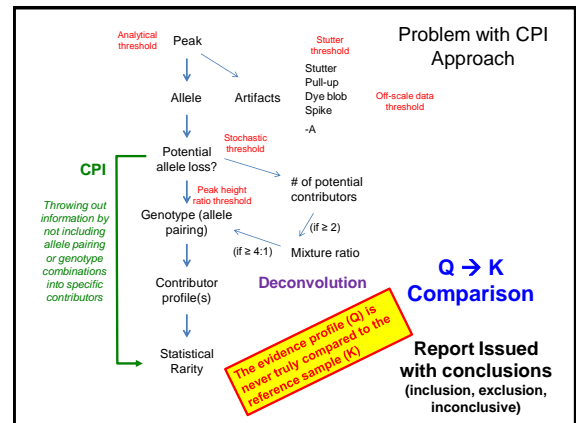 Problem with CPI
Approach
Analytical
threshold
Peak
Stutter
threshold
Stutter
Pull-up
Dye blob
Spike
-A
Off-scale data
threshold
Allele
Artifacts
Stochastic
threshold
Potential
allele loss?
CPI
# of potential
contributors
Peak height
ratio threshold
Throwing out
information by
not including
allele pairing
or genotype
combinations
into specific
contributors
Genotype (allele
pairing)
(if ≥ 2)
(if ≥ 4:1)
Mixture ratio
Deconvolution
Contributor
profile(s)
Q → K
Comparison
The evidence profile (Q) is
never truly compared to the
reference sample (K)
Statistical
Rarity
Report Issued
with conclusions
(inclusion, exclusion,
inconclusive)